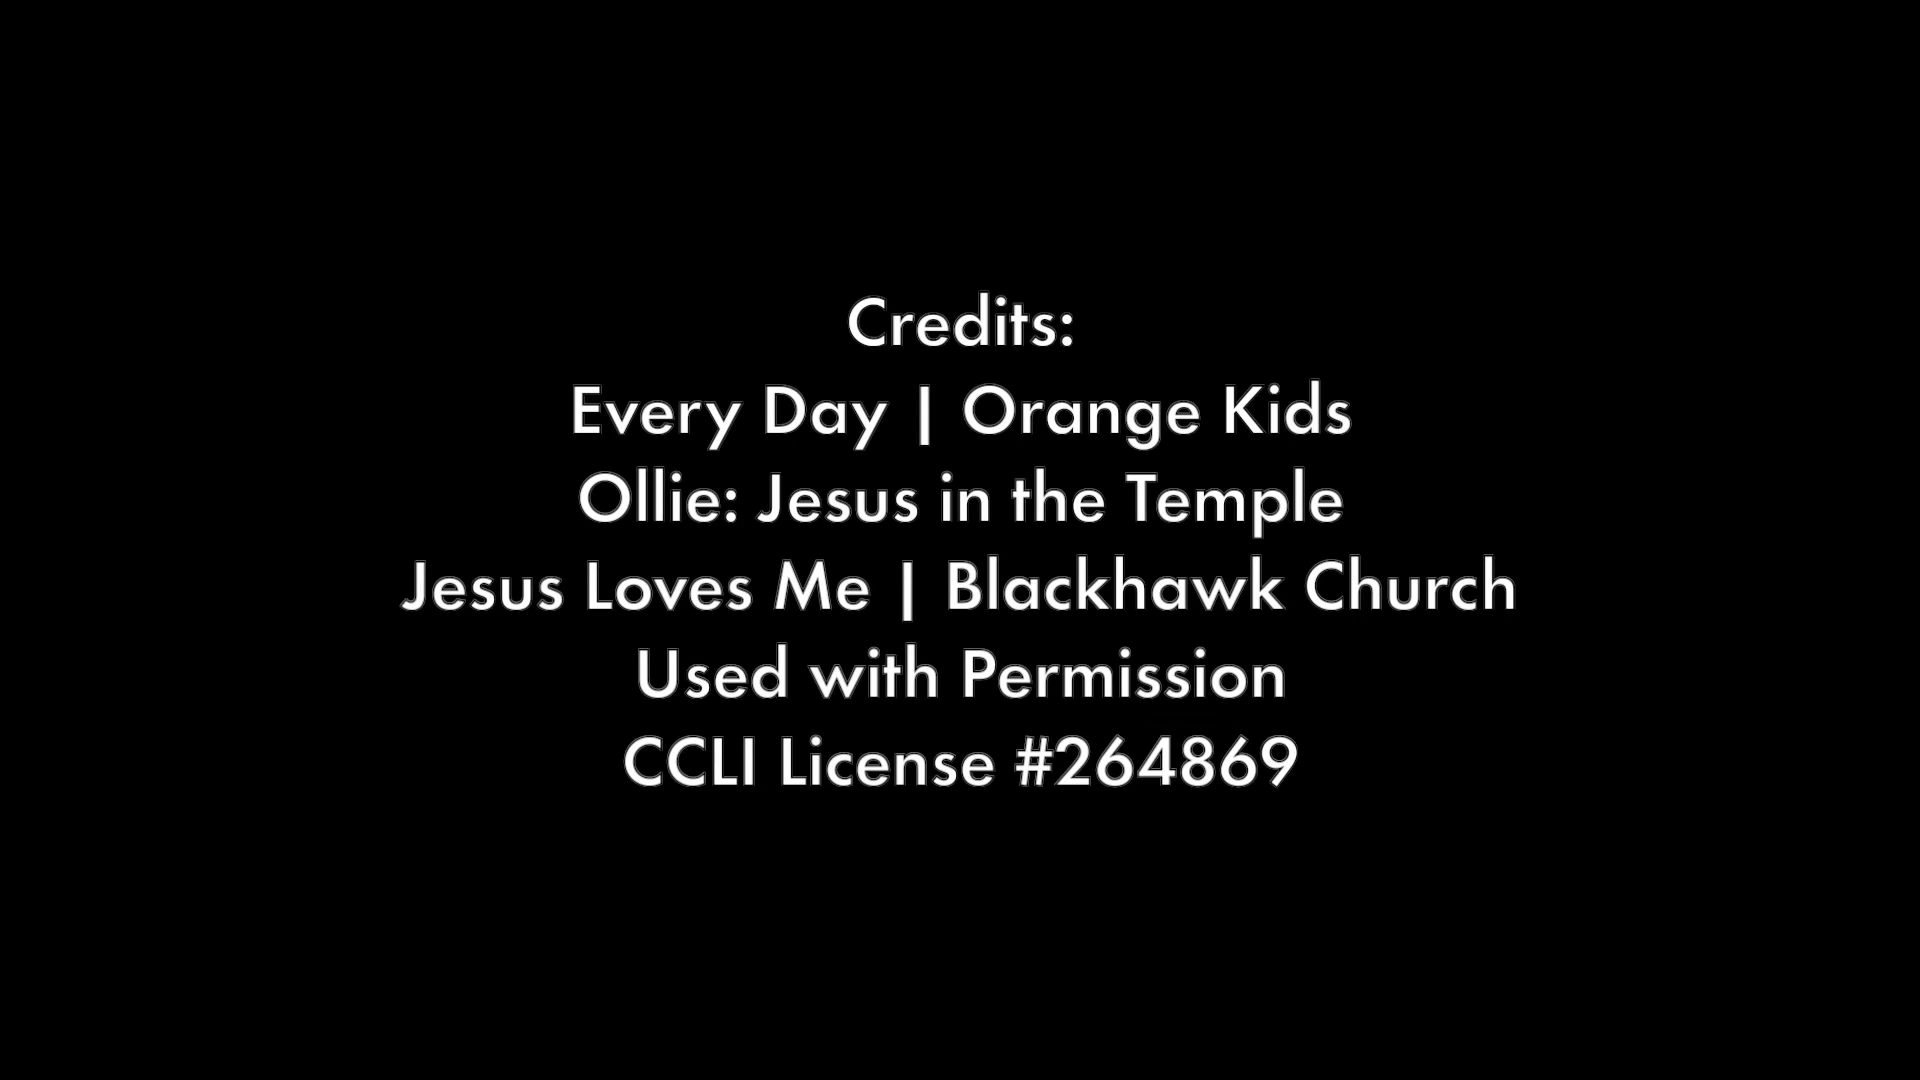 Credits:
Every Day | Orange Kids
Ollie: Jesus in the Temple
Jesus Loves Me | Blackhawk Church
Used with Permission
CCLI License #264869